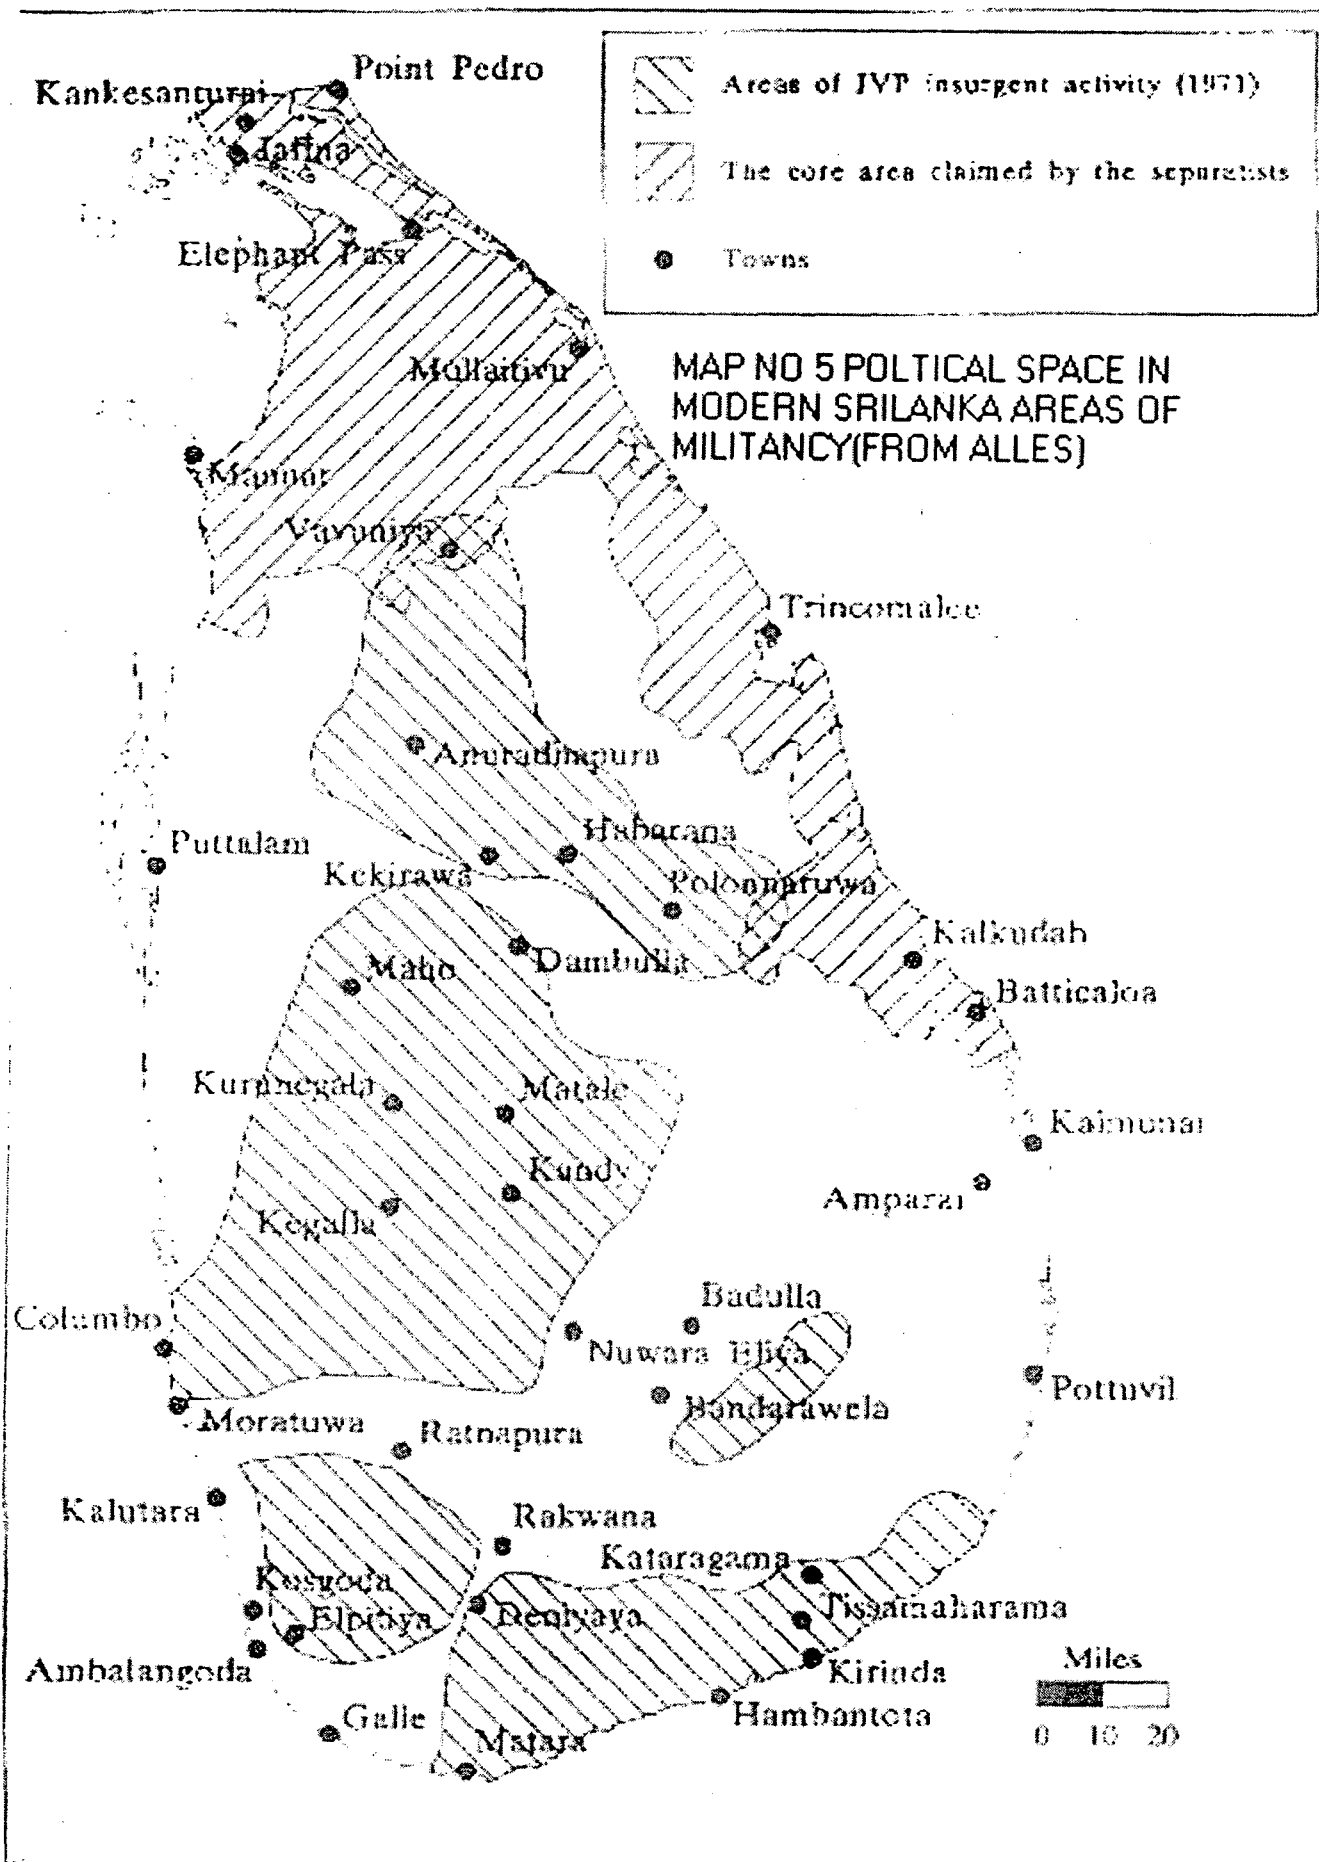 Point Pedro
Kankesanturai
Jaffna
Areas of JVP insurgent activity (1971)
The core area claimed by the separatists
Towns
Elephant Pass
Mullaitivu
MAP NO 5 POLTICAL SPACE IN
MODERN SRILANKA AREAS OF
MILITANCY(FROM ALLES)
Mannar
Vavuniya
Trincomalee
Anuradhapura
Puttalam
Habarana
Kekirawa
Polonnaruwa
Kalkudah
Dambulla
Maho
Batticaloa
Kurunegala
Matale
Kalmunai
Kandy
Amparai
Kegalla
Badulla
Columbo
Nuwara Eliya
Pottuvil
Bandarawela
Moratuwa
Ratnapura
Kalutara
Rakwana
Kataragama
Kosgoda
Elpitiya
Deniyaya
Tissamaharama
Ambalangoda
Kirinda
Miles
Galle
Hambantota
0 10 20
Matara